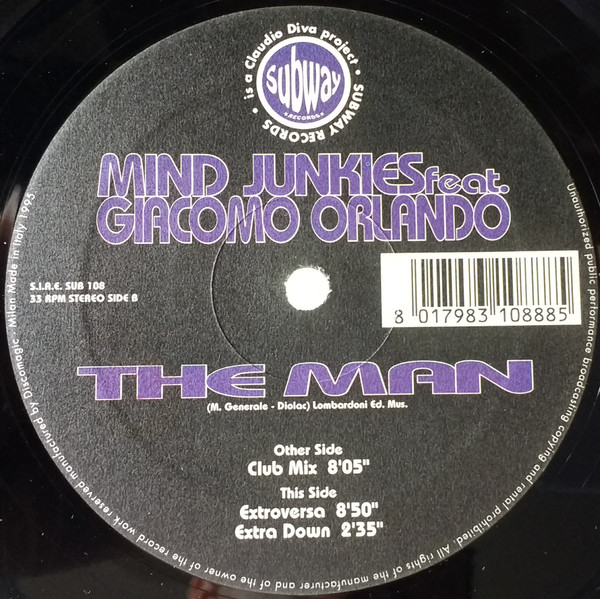 • is a Claudio Diva project • SUBWAY RECORDS
SUBWAY
•RECORDS•
MIND JUNKIES feat.
GIACOMO ORLANDO
S.I.A.E. SUB 108
33 RPM STEREO SIDE B
8 017983 108885
THE MAN
(M. Generale - Diolac) Lombardoni Ed. Mus.
Other Side
Club Mix 8'05"
This Side
Extroversa 8'50"
Extra Down 2'35"
Unauthorized public performance broadcasting copying and rental prohibited. All rights of the manufacturer and of the owner of the record work reserved manufactured by Discomagic - Milan Made in Italy 1995